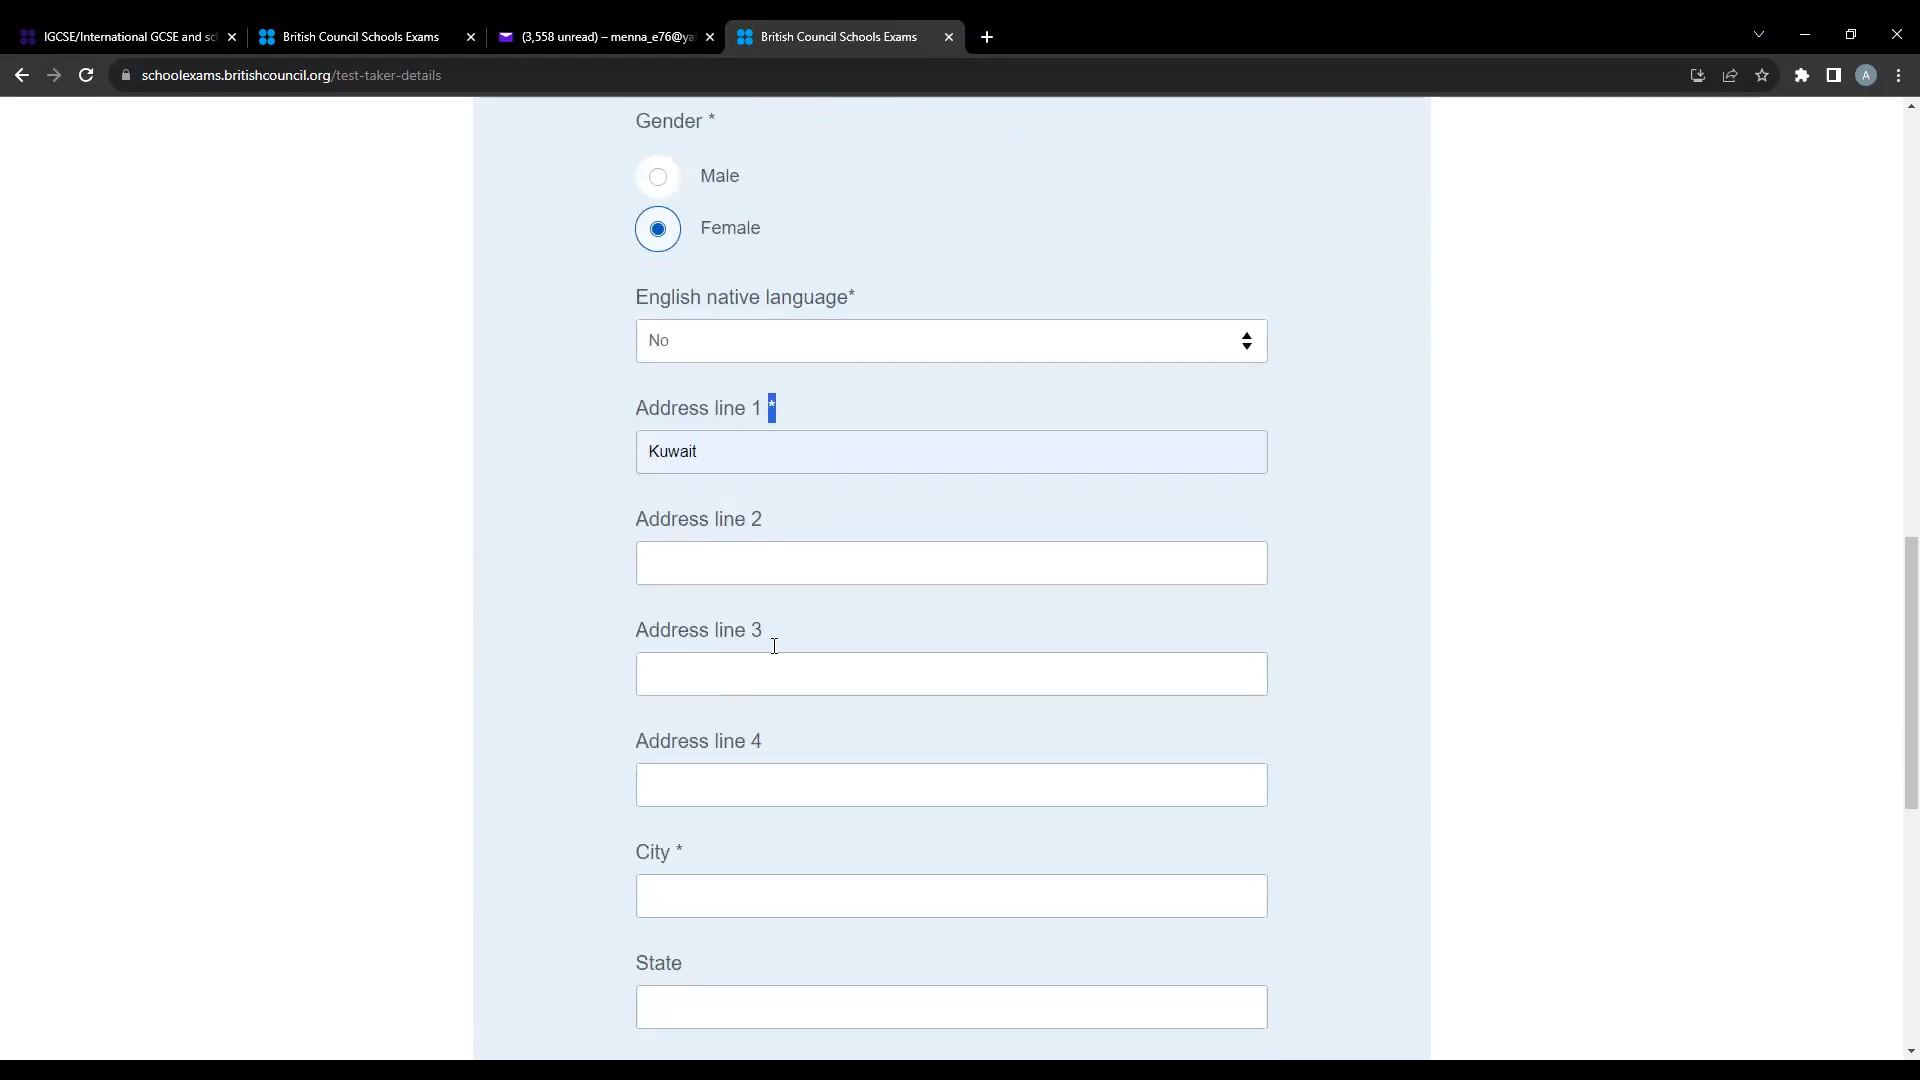 IGCSE/International GCSE and sc
British Council Schools Exams
(3,558 unread) – menna_e76@ya
British Council Schools Exams
schoolexams.britishcouncil.org/test-taker-details
A
Gender *
Male
Female
English native language*
No
Address line 1 *
Kuwait
Address line 2
Address line 3
Address line 4
City *
State